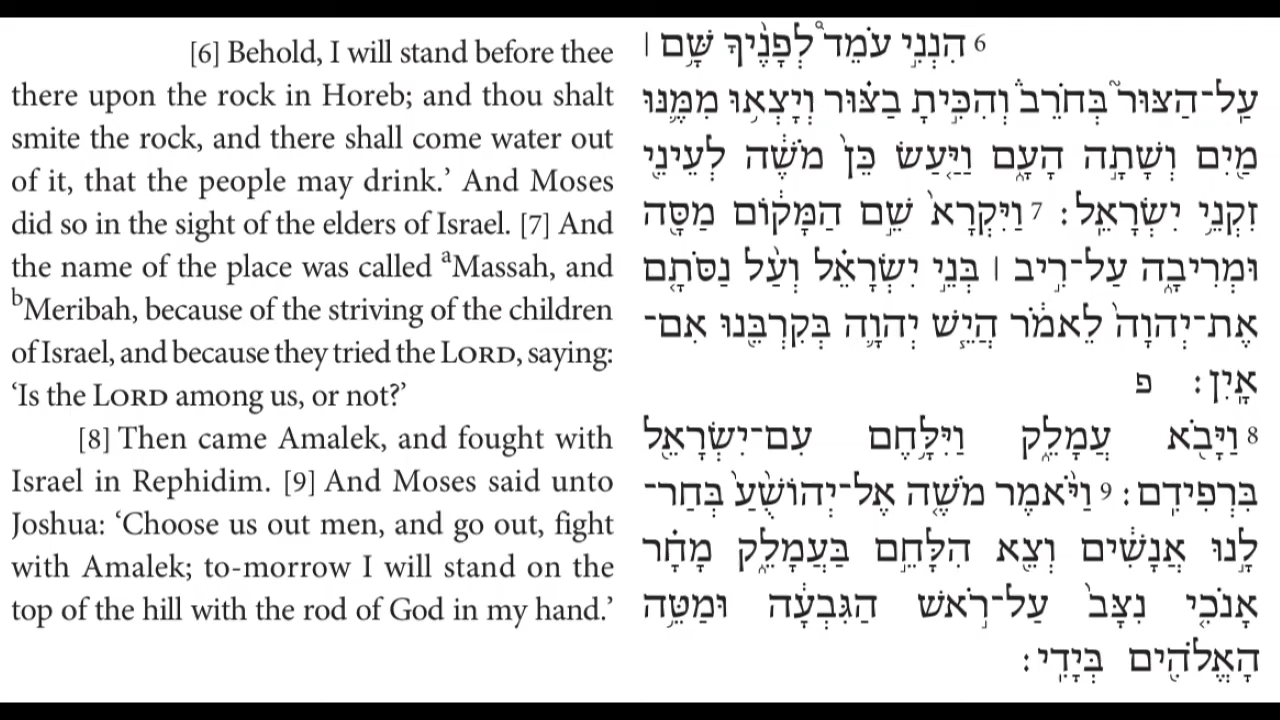 [6] Behold, I will stand before thee
there upon the rock in Horeb; and thou shalt
smite the rock, and there shall come water out
of it, that the people may drink.’ And Moses
did so in the sight of the elders of Israel. [7] And
the name of the place was called ᵃMassah, and
ᵇMeribah, because of the striving of the children
of Israel, and because they tried the LORD, saying:
‘Is the LORD among us, or not?’
[8] Then came Amalek, and fought with
Israel in Rephidim. [9] And Moses said unto
Joshua: ‘Choose us out men, and go out, fight
with Amalek; to-morrow I will stand on the
top of the hill with the rod of God in my hand.’
6 הִנְנִ֣י עֹמֵד֩ לְפָנֶ֨יךָ שָּׁ֥ם ׀
עַֽל־הַצּוּר֮ בְּחֹרֵב֒ וְהִכִּ֣יתָ בַצּ֗וּר וְיָצְא֥וּ מִמֶּ֛נּוּ
מַ֖יִם וְשָׁתָ֣ה הָעָ֑ם וַיַּ֤עַשׂ כֵּן֙ מֹשֶׁ֔ה לְעֵינֵ֖י
זִקְנֵ֥י יִשְׂרָאֵֽל׃ 7 וַיִּקְרָא֙ שֵׁ֣ם הַמָּק֔וֹם מַסָּ֖ה
וּמְרִיבָ֑ה עַל־רִ֣יב ׀ בְּנֵ֣י יִשְׂרָאֵ֗ל וְעַ֨ל נַסֹּתָ֤ם
אֶת־יְהוָה֙ לֵאמֹ֔ר הֲיֵ֧שׁ יְהוָ֛ה בְּקִרְבֵּ֖נוּ אִם־
אָֽיִן׃ פ
8 וַיָּבֹ֖א עֲמָלֵ֑ק וַיִּלָּ֥חֶם עִם־יִשְׂרָאֵ֖ל
בִּרְפִידִֽם׃ 9 וַיֹּ֨אמֶר מֹשֶׁ֤ה אֶל־יְהוֹשֻׁ֙עַ֙ בְּחַר־
לָ֣נוּ אֲנָשִׁ֔ים וְצֵ֖א הִלָּחֵ֣ם בַּעֲמָלֵ֑ק מָחָ֗ר
אָנֹכִ֤י נִצָּב֙ עַל־רֹ֣אשׁ הַגִּבְעָ֔ה וּמַטֵּ֥ה
הָאֱלֹהִ֖ים בְּיָדִֽי׃